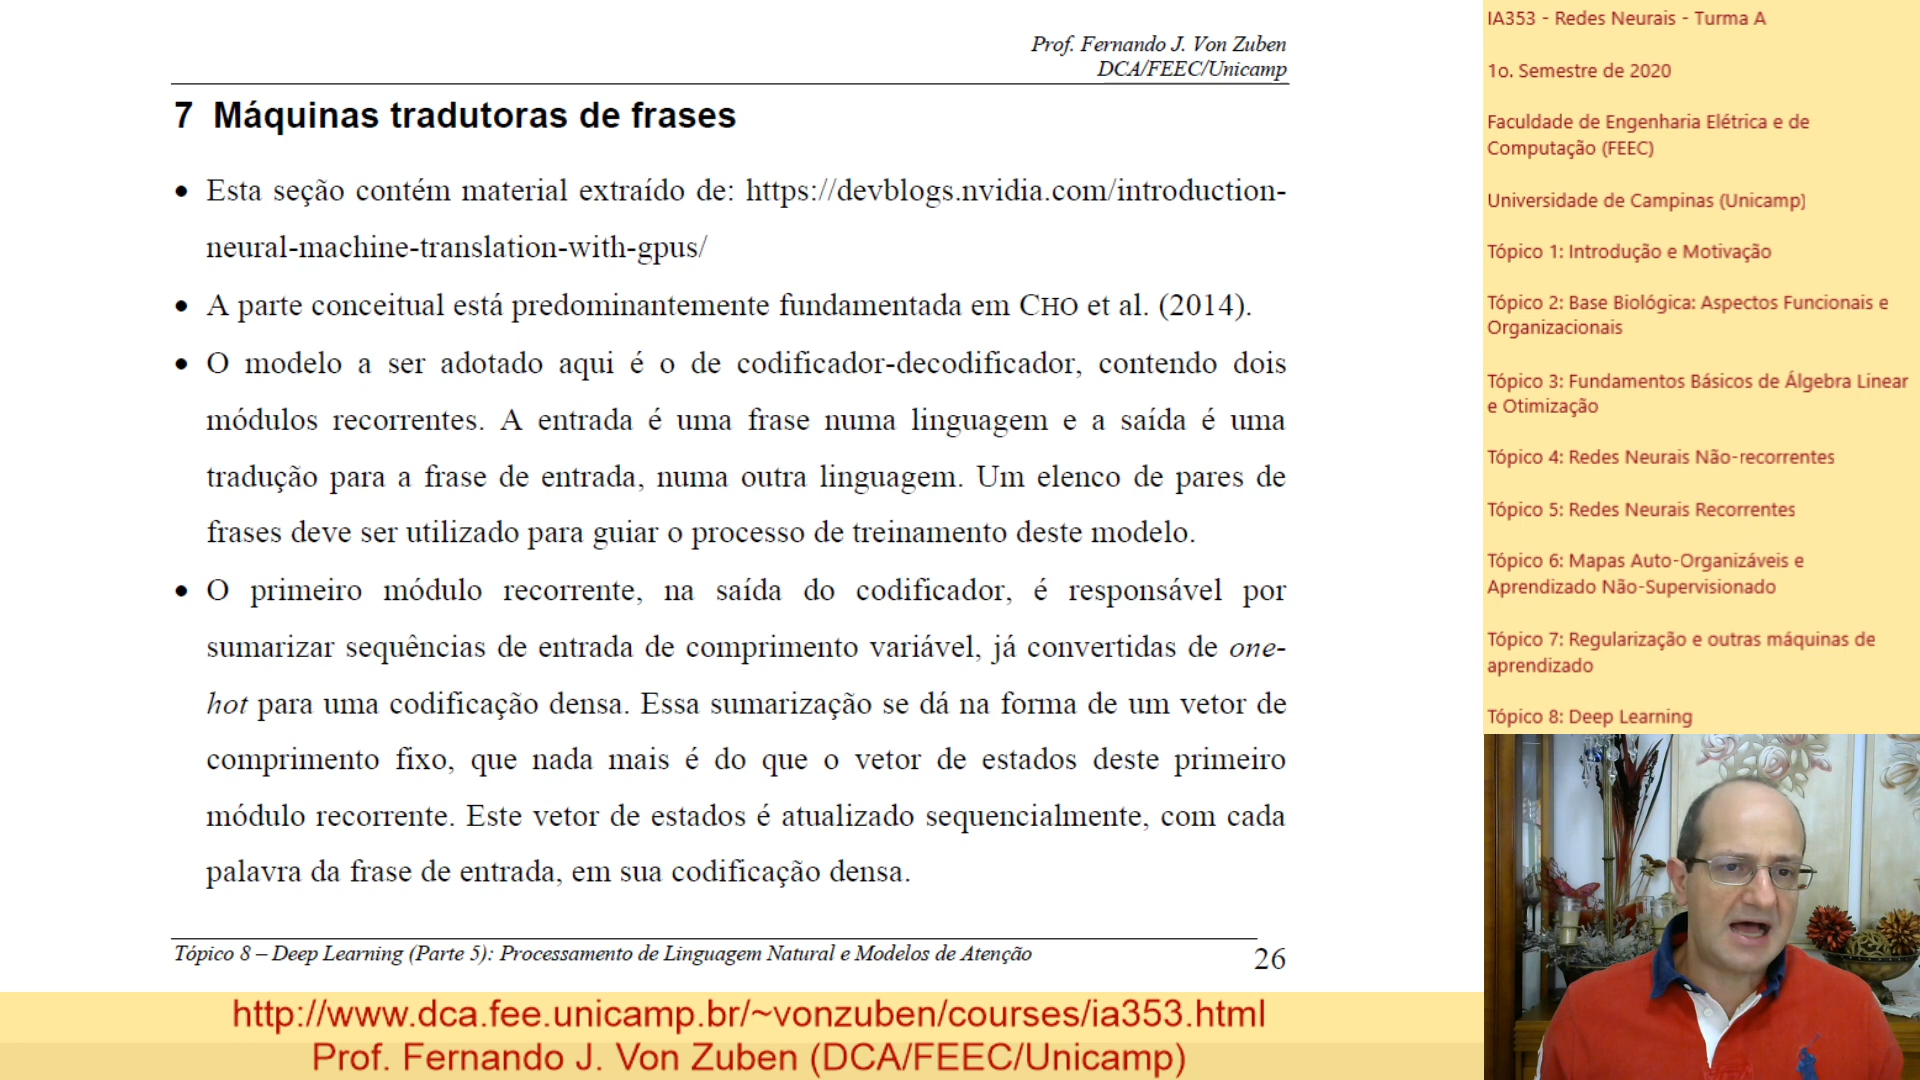 Prof. Fernando J. Von Zuben
DCA/FEEC/Unicamp
7 Máquinas tradutoras de frases
• Esta seção contém material extraído de: https://devblogs.nvidia.com/introduction-
neural-machine-translation-with-gpus/
• A parte conceitual está predominantemente fundamentada em CHO et al. (2014).
• O modelo a ser adotado aqui é o de codificador-decodificador, contendo dois
módulos recorrentes. A entrada é uma frase numa linguagem e a saída é uma
tradução para a frase de entrada, numa outra linguagem. Um elenco de pares de
frases deve ser utilizado para guiar o processo de treinamento deste modelo.
• O primeiro módulo recorrente, na saída do codificador, é responsável por
sumarizar sequências de entrada de comprimento variável, já convertidas de one-
hot para uma codificação densa. Essa sumarização se dá na forma de um vetor de
comprimento fixo, que nada mais é do que o vetor de estados deste primeiro
módulo recorrente. Este vetor de estados é atualizado sequencialmente, com cada
palavra da frase de entrada, em sua codificação densa.
Tópico 8 – Deep Learning (Parte 5): Processamento de Linguagem Natural e Modelos de Atenção
26
http://www.dca.fee.unicamp.br/~vonzuben/courses/ia353.html
Prof. Fernando J. Von Zuben (DCA/FEEC/Unicamp)
IA353 - Redes Neurais - Turma A
1o. Semestre de 2020
Faculdade de Engenharia Elétrica e de
Computação (FEEC)
Universidade de Campinas (Unicamp)
Tópico 1: Introdução e Motivação
Tópico 2: Base Biológica: Aspectos Funcionais e
Organizacionais
Tópico 3: Fundamentos Básicos de Álgebra Linear
e Otimização
Tópico 4: Redes Neurais Não-recorrentes
Tópico 5: Redes Neurais Recorrentes
Tópico 6: Mapas Auto-Organizáveis e
Aprendizado Não-Supervisionado
Tópico 7: Regularização e outras máquinas de
aprendizado
Tópico 8: Deep Learning